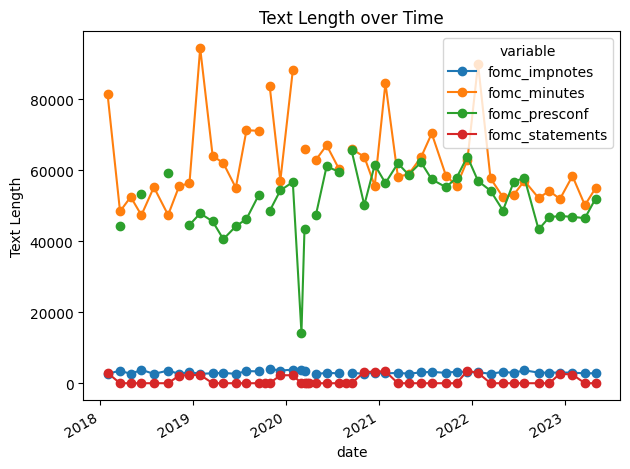 Text Length over Time
variable
fomc_impnotes
fomc_minutes
fomc_presconf
fomc_statements
Text Length
80000
60000
40000
20000
0
2018
2019
2020
2021
2022
2023
date